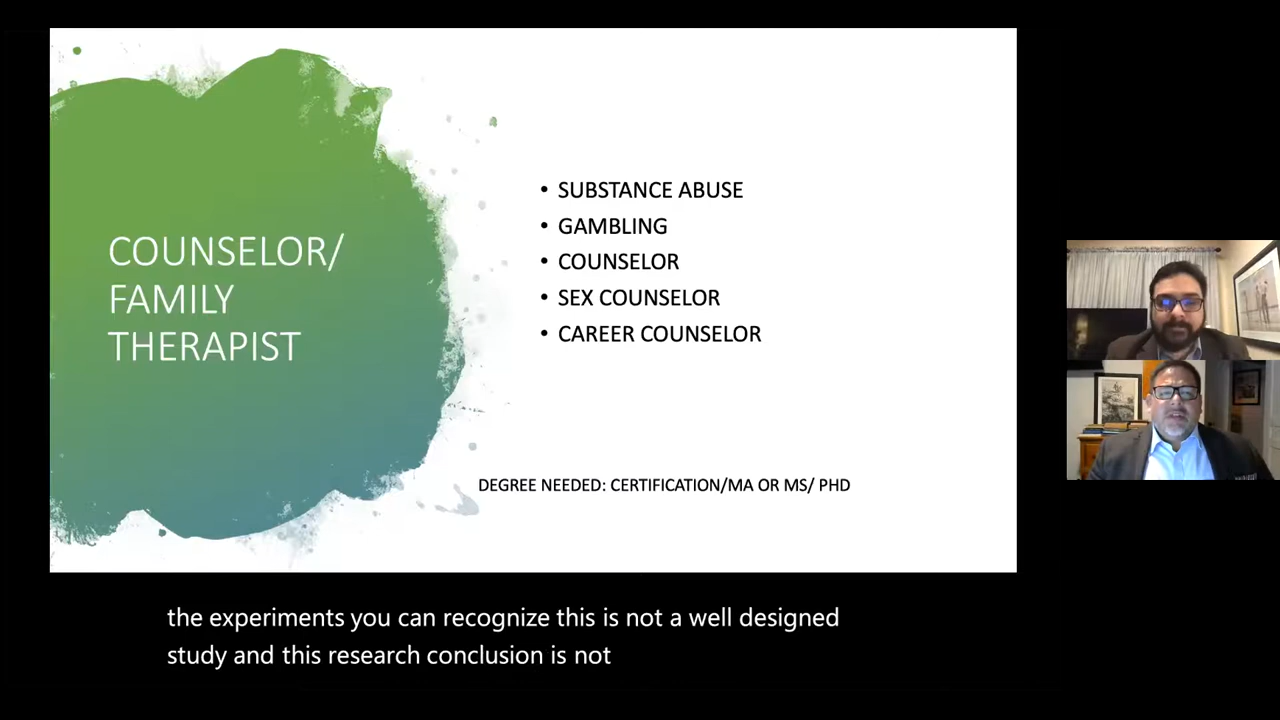 COUNSELOR/
FAMILY
THERAPIST
• SUBSTANCE ABUSE
• GAMBLING
• COUNSELOR
• SEX COUNSELOR
• CAREER COUNSELOR
DEGREE NEEDED: CERTIFICATION/MA OR MS/ PHD
the experiments you can recognize this is not a well designed
study and this research conclusion is not